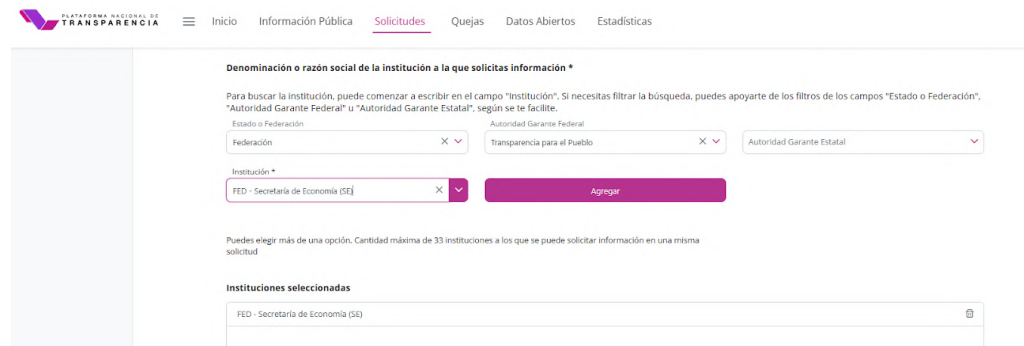 PLATAFORMA NACIONAL DE
TRANSPARENCIA
Inicio Información Pública Solicitudes Quejas Datos Abiertos Estadísticas
Denominación o razón social de la institución a la que solicitas información *
Para buscar la institución, puede comenzar a escribir en el campo "Institución". Si necesitas filtrar la búsqueda, puedes apoyarte de los filtros de los campos "Estado o Federación",
"Autoridad Garante Federal" u "Autoridad Garante Estatal", según se te facilite.
Estado o Federación Autoridad Garante Federal
Federación Transparencia para el Pueblo Autoridad Garante Estatal
Institución *
FED - Secretaría de Economía (SE) Agregar
Puedes elegir más de una opción. Cantidad máxima de 33 instituciones a los que se puede solicitar información en una misma
solicitud
Instituciones seleccionadas
FED - Secretaría de Economía (SE)